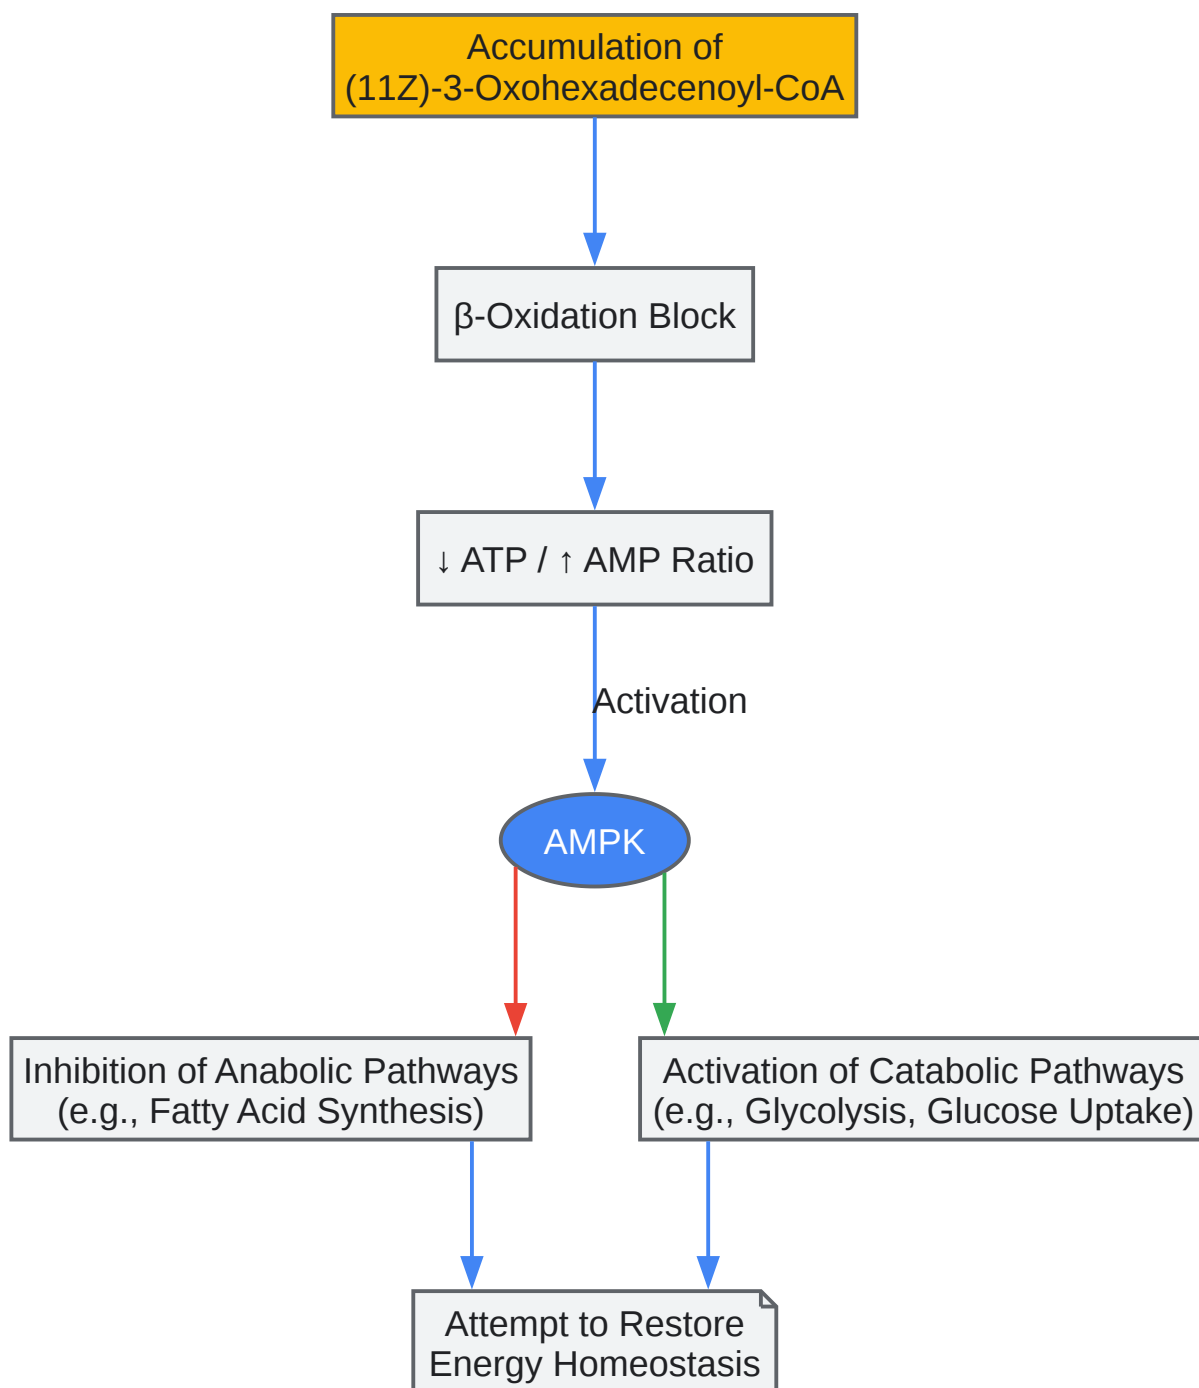 Accumulation of
(11Z)-3-Oxohexadecenoyl-CoA
β-Oxidation Block
↓ ATP / ↑ AMP Ratio
Activation
AMPK
Inhibition of Anabolic Pathways
(e.g., Fatty Acid Synthesis)
Activation of Catabolic Pathways
(e.g., Glycolysis, Glucose Uptake)
Attempt to Restore
Energy Homeostasis